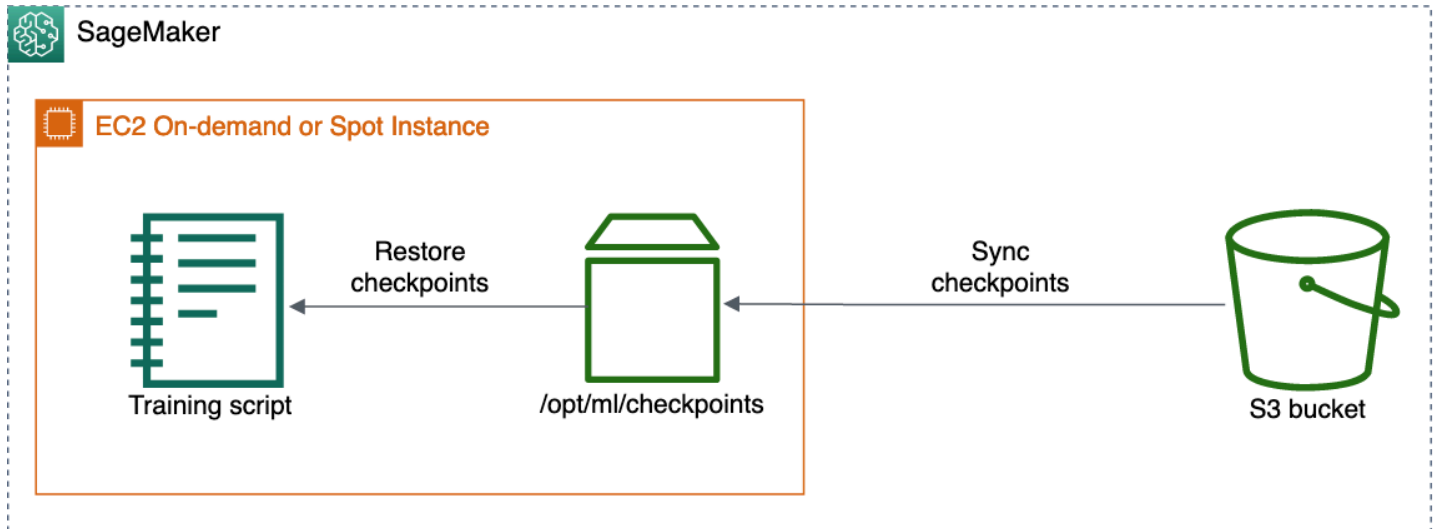 SageMaker
EC2 On-demand or Spot Instance
Restore
checkpoints
Sync
checkpoints
Training script
/opt/ml/checkpoints
S3 bucket